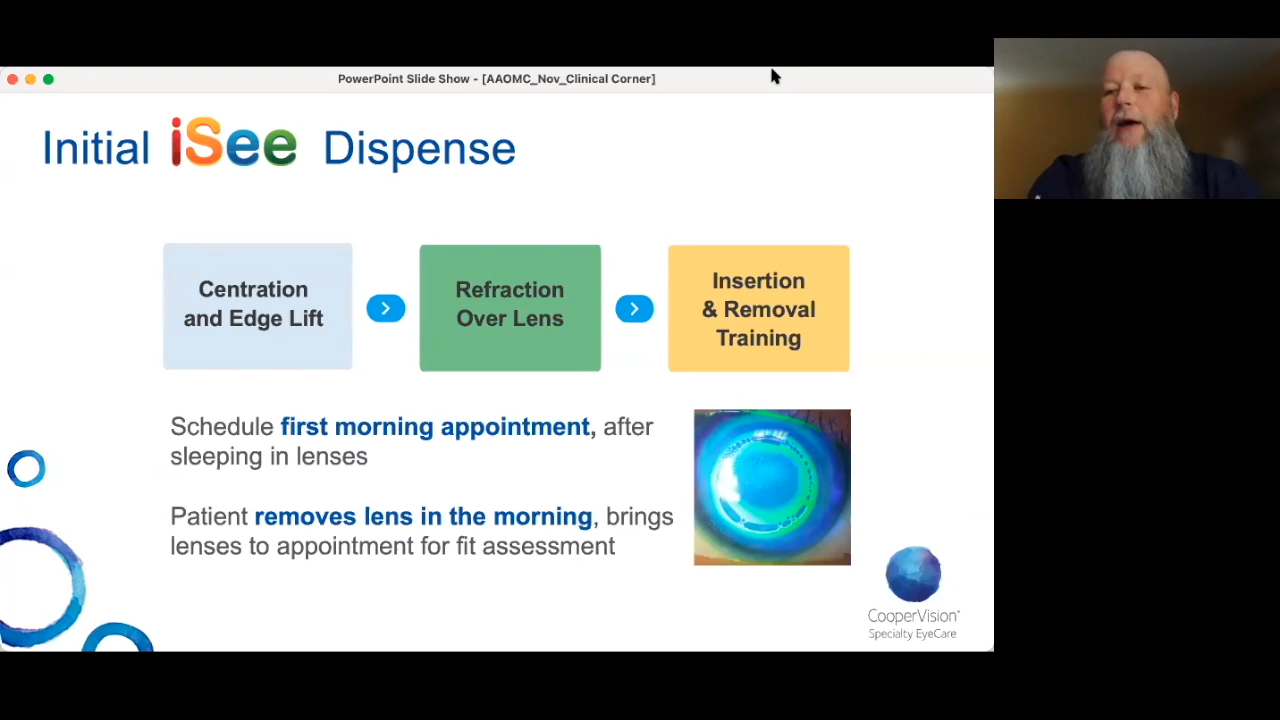 PowerPoint Slide Show - [AAOMC_Nov_Clinical Corner]
Initial iSee Dispense
Centration
and Edge Lift
Refraction
Over Lens
Insertion
& Removal
Training
Schedule first morning appointment, after
sleeping in lenses
Patient removes lens in the morning, brings
lenses to appointment for fit assessment
CooperVision®
Specialty EyeCare